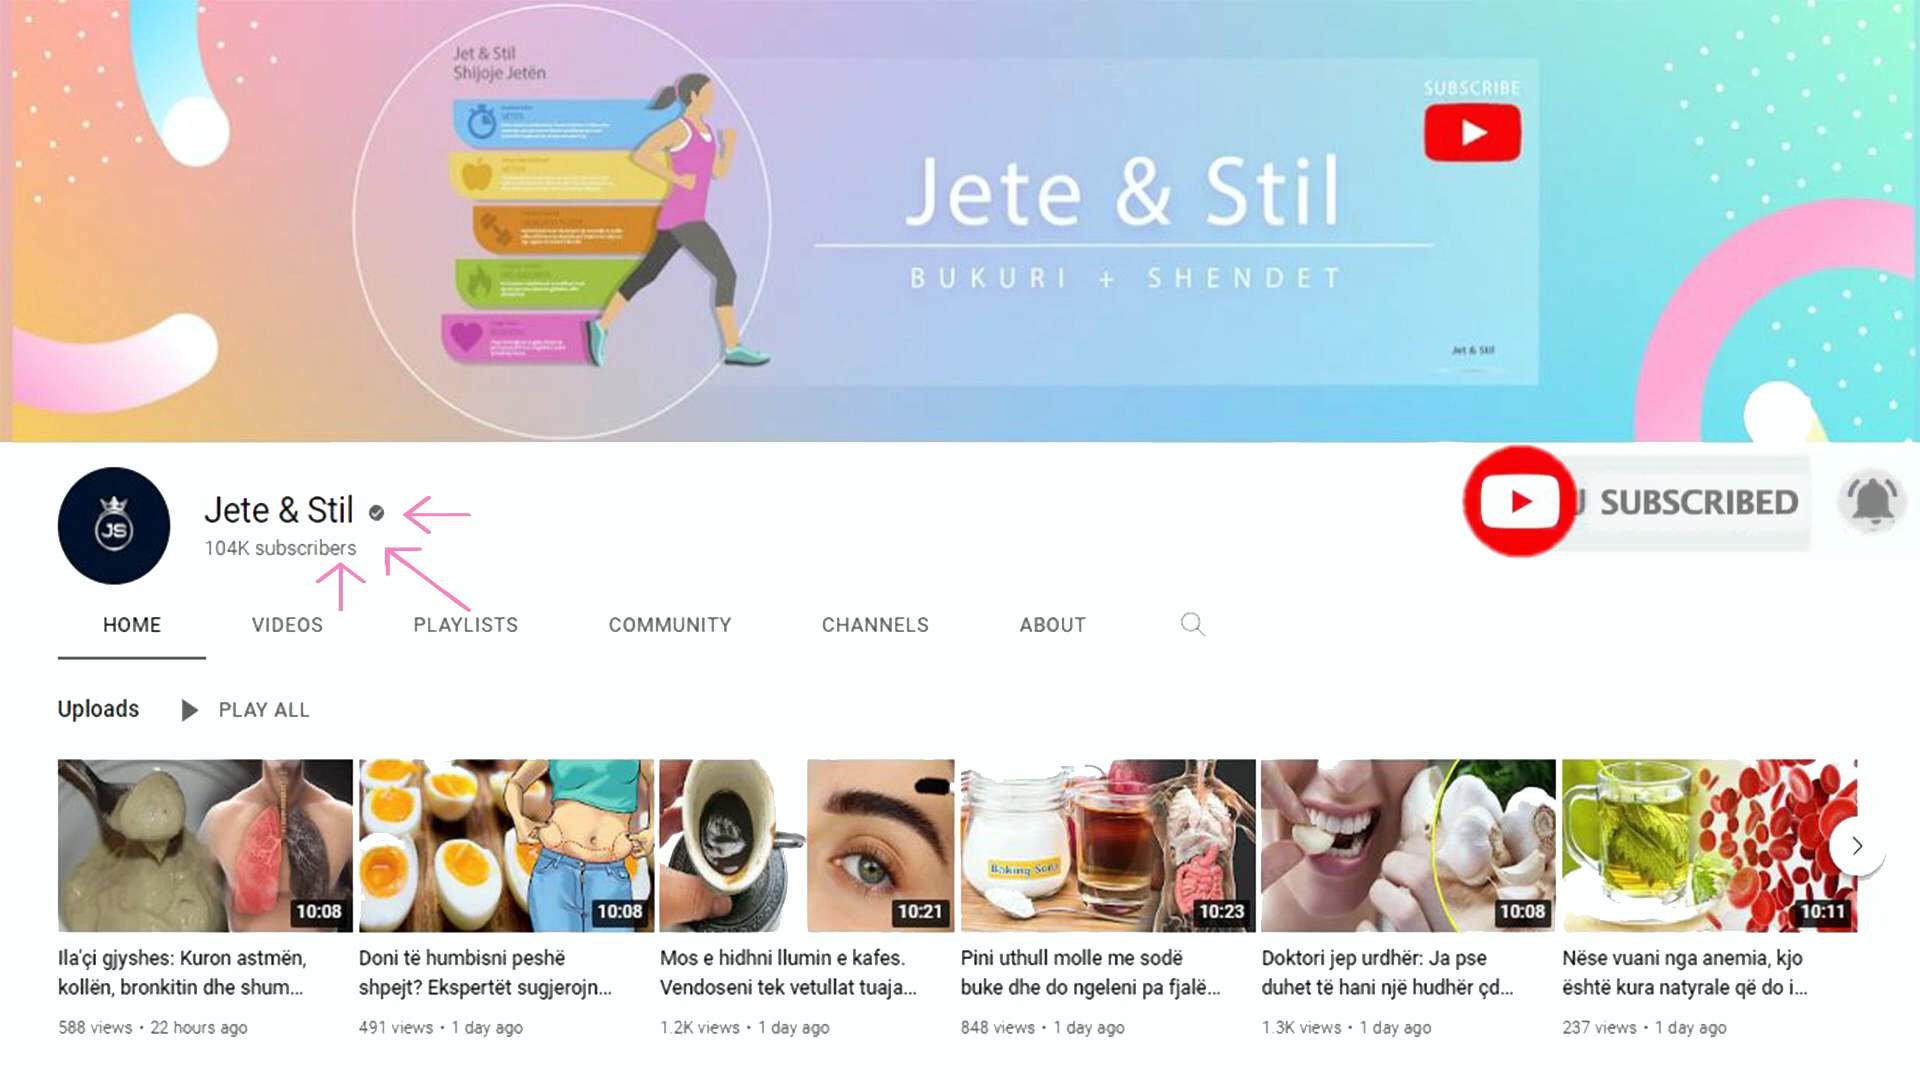 Jet & Stil
Shijoje Jetën
SUBSCRIBE
Jete & Stil
BUKURI + SHENDET
Jet & Stil
JS
Jete & Stil
104K subscribers
SUBSCRIBED
HOME
VIDEOS
PLAYLISTS
COMMUNITY
CHANNELS
ABOUT
Uploads
PLAY ALL
10:08
10:08
10:21
Baking Soda
10:23
10:08
10:11
Ila'çi gjyshes: Kuron astmën,
kollën, bronkitin dhe shum...
588 views • 22 hours ago
Doni të humbisni peshë
shpejt? Ekspertët sugjerojn...
491 views • 1 day ago
Mos e hidhni llumin e kafes.
Vendoseni tek vetullat tuaja...
1.2K views • 1 day ago
Pini uthull molle me sodë
buke dhe do ngeleni pa fjalë...
848 views • 1 day ago
Doktori jep urdhër: Ja pse
duhet të hani një hudhër çd...
1.3K views • 1 day ago
Nëse vuani nga anemia, kjo
është kura natyrale që do i...
237 views • 1 day ago